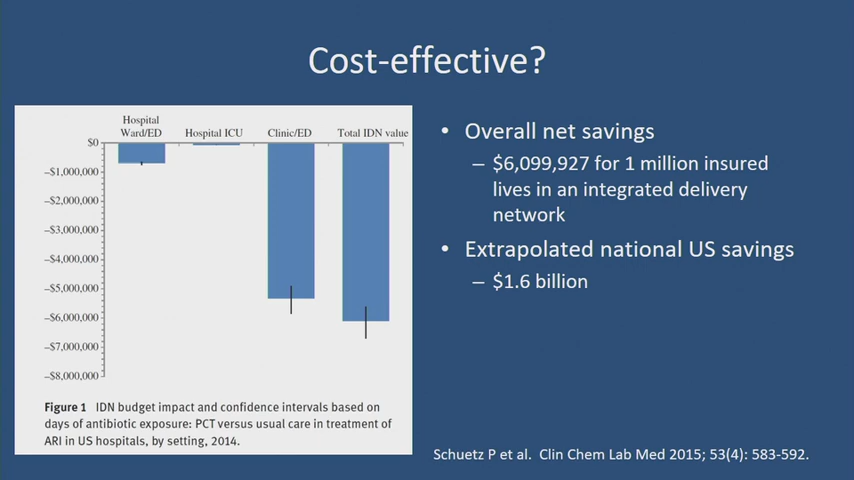 Cost-effective?
Hospital
Ward/ED
Hospital ICU
Clinic/ED
Total IDN value
$0
–$1,000,000
–$2,000,000
–$3,000,000
–$4,000,000
–$5,000,000
–$6,000,000
–$7,000,000
–$8,000,000
Figure 1 IDN budget impact and confidence intervals based on
days of antibiotic exposure: PCT versus usual care in treatment of
ARI in US hospitals, by setting, 2014.
• Overall net savings
– $6,099,927 for 1 million insured
lives in an integrated delivery
network
• Extrapolated national US savings
– $1.6 billion
Schuetz P et al. Clin Chem Lab Med 2015; 53(4): 583-592.